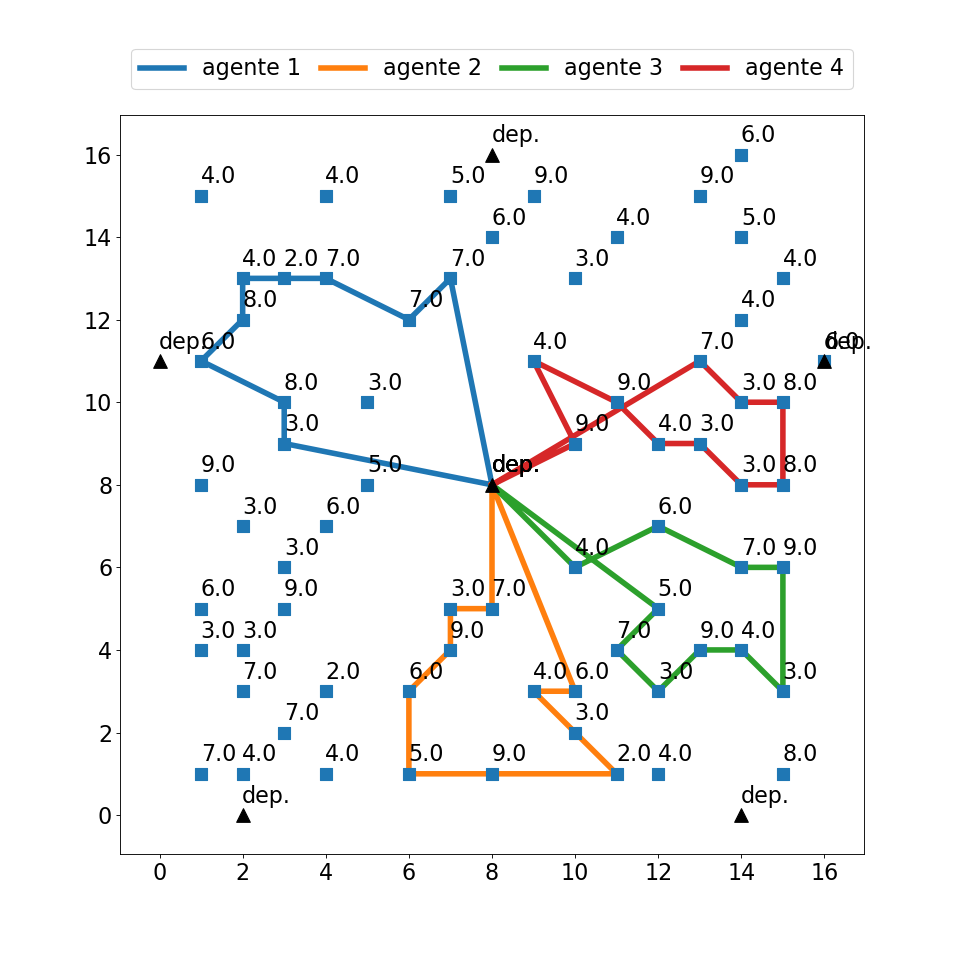 agente 1 agente 2 agente 3 agente 4
dep. 6.0
16
4.0 4.0 5.0 9.0 9.0
6.0 4.0 5.0
14
4.0 2.0 7.0 7.0 3.0 4.0
8.0 7.0 4.0
12
dep. 6.0 4.0 7.0 6.0 dep.
8.0 3.0 9.0 3.0 8.0
10
3.0 9.0 4.0 3.0
9.0 5.0 dep. 3.0 8.0
8
3.0 6.0 6.0
3.0 4.0 7.0 9.0
6
6.0 9.0 3.0 7.0 5.0
3.0 3.0 9.0 7.0 9.0 4.0
4
7.0 2.0 6.0 4.0 6.0 3.0 3.0
7.0 3.0
2
7.0 4.0 4.0 5.0 9.0 2.0 4.0 8.0
dep. dep.
0
0 2 4 6 8 10 12 14 16